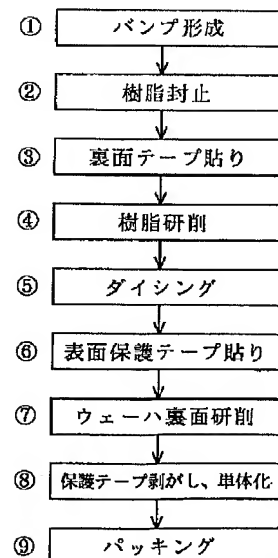 ① バンプ形成
② 樹脂封止
③ 裏面テープ貼り
④ 樹脂研削
⑤ ダイシング
⑥ 表面保護テープ貼り
⑦ ウェーハ裏面研削
⑧ 保護テープ剥がし、単体化
⑨ パッキング